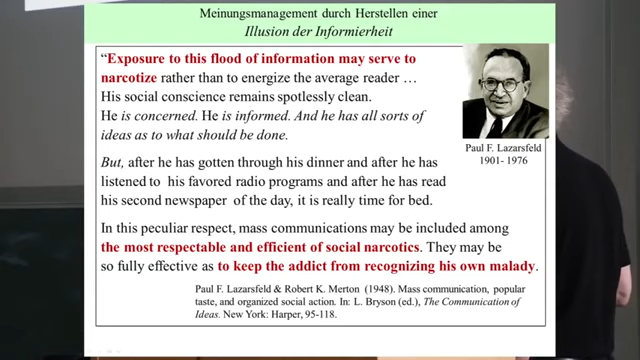 Meinungsmanagement durch Herstellen einer
Illusion der Informierheit
“Exposure to this flood of information may serve to
narcotize rather than to energize the average reader …
His social conscience remains spotlessly clean.
He is concerned. He is informed. And he has all sorts of
ideas as to what should be done.
But, after he has gotten through his dinner and after he has
listened to his favored radio programs and after he has read
his second newspaper of the day, it is really time for bed.
In this peculiar respect, mass communications may be included among
the most respectable and efficient of social narcotics. They may be
so fully effective as to keep the addict from recognizing his own malady.
Paul F. Lazarsfeld & Robert K. Merton (1948). Mass communication, popular
taste, and organized social action. In: L. Bryson (ed.), The Communication of
Ideas. New York: Harper, 95-118.
Paul F. Lazarsfeld
1901- 1976